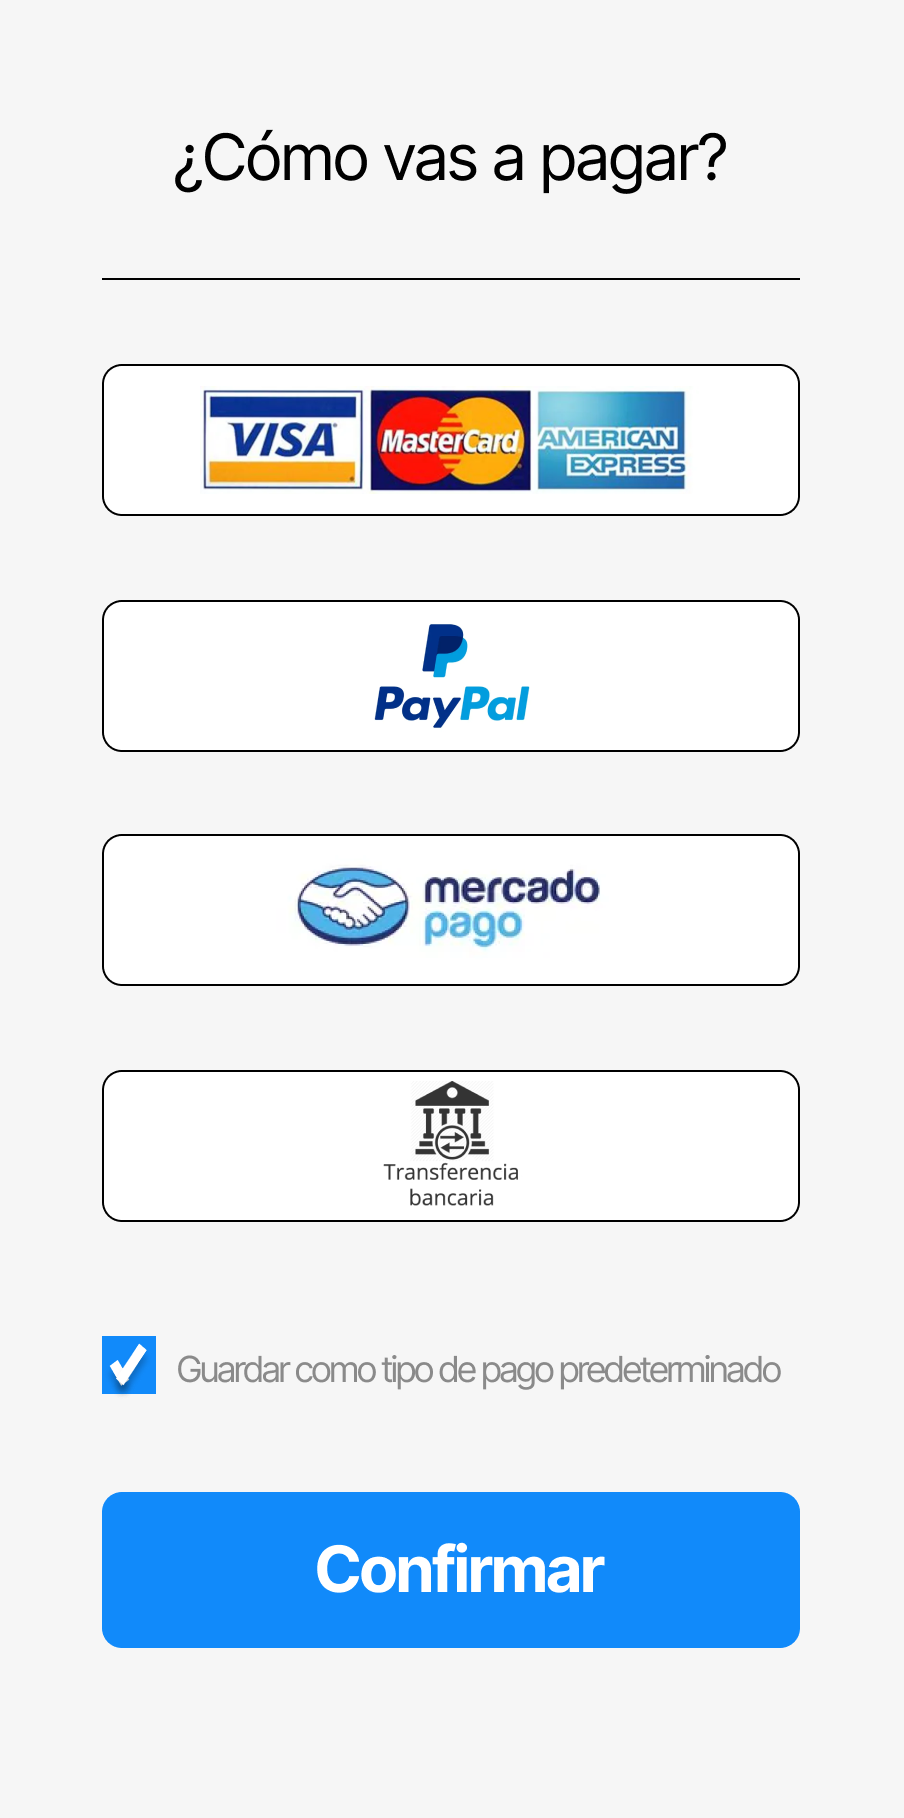 ¿Cómo vas a pagar?
VISA MasterCard AMERICAN
EXPRESS
P
PayPal
mercado
pago
Transferencia
bancaria
Guardar como tipo de pago predeterminado
Confirmar